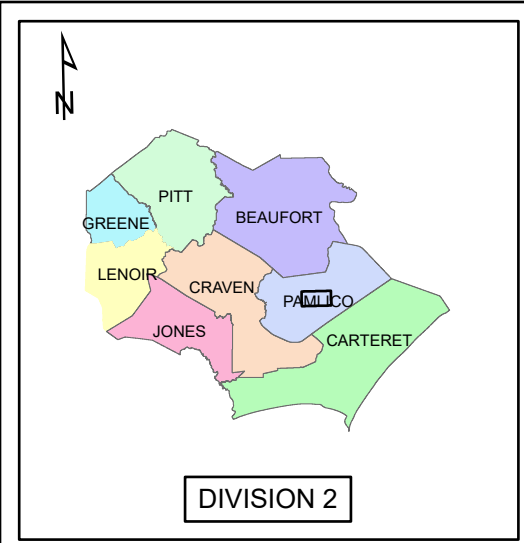 N
PITT
GREENE
BEAUFORT
LENOIR
CRAVEN
PAMLICO
JONES
CARTERET
DIVISION 2